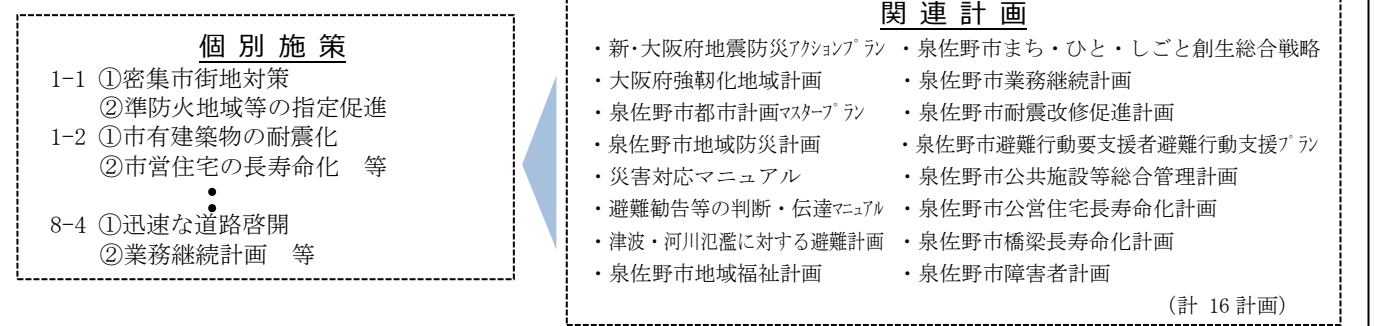 個 別 施 策
1-1 ①密集市街地対策
②準防火地域等の指定促進
1-2 ①市有建築物の耐震化
②市営住宅の長寿命化　等
●
●
8-4 ①迅速な道路啓開
②業務継続計画　等
関 連 計 画
・新・大阪府地震防災ｱｸｼｮﾝﾌﾟﾗﾝ
・大阪府強靭化地域計画
・泉佐野市都市計画ﾏｽﾀｰﾌﾟﾗﾝ
・泉佐野市地域防災計画
・災害対応マニュアル
・避難勧告等の判断・伝達ﾏﾆｭｱﾙ
・津波・河川氾濫に対する避難計画
・泉佐野市地域福祉計画
・泉佐野市まち・ひと・しごと創生総合戦略
・泉佐野市業務継続計画
・泉佐野市耐震改修促進計画
・泉佐野市避難行動要支援者避難行動支援ﾌﾟﾗﾝ
・泉佐野市公共施設等総合管理計画
・泉佐野市公営住宅長寿命化計画
・泉佐野市橋梁長寿命化計画
・泉佐野市障害者計画
（計 16 計画）